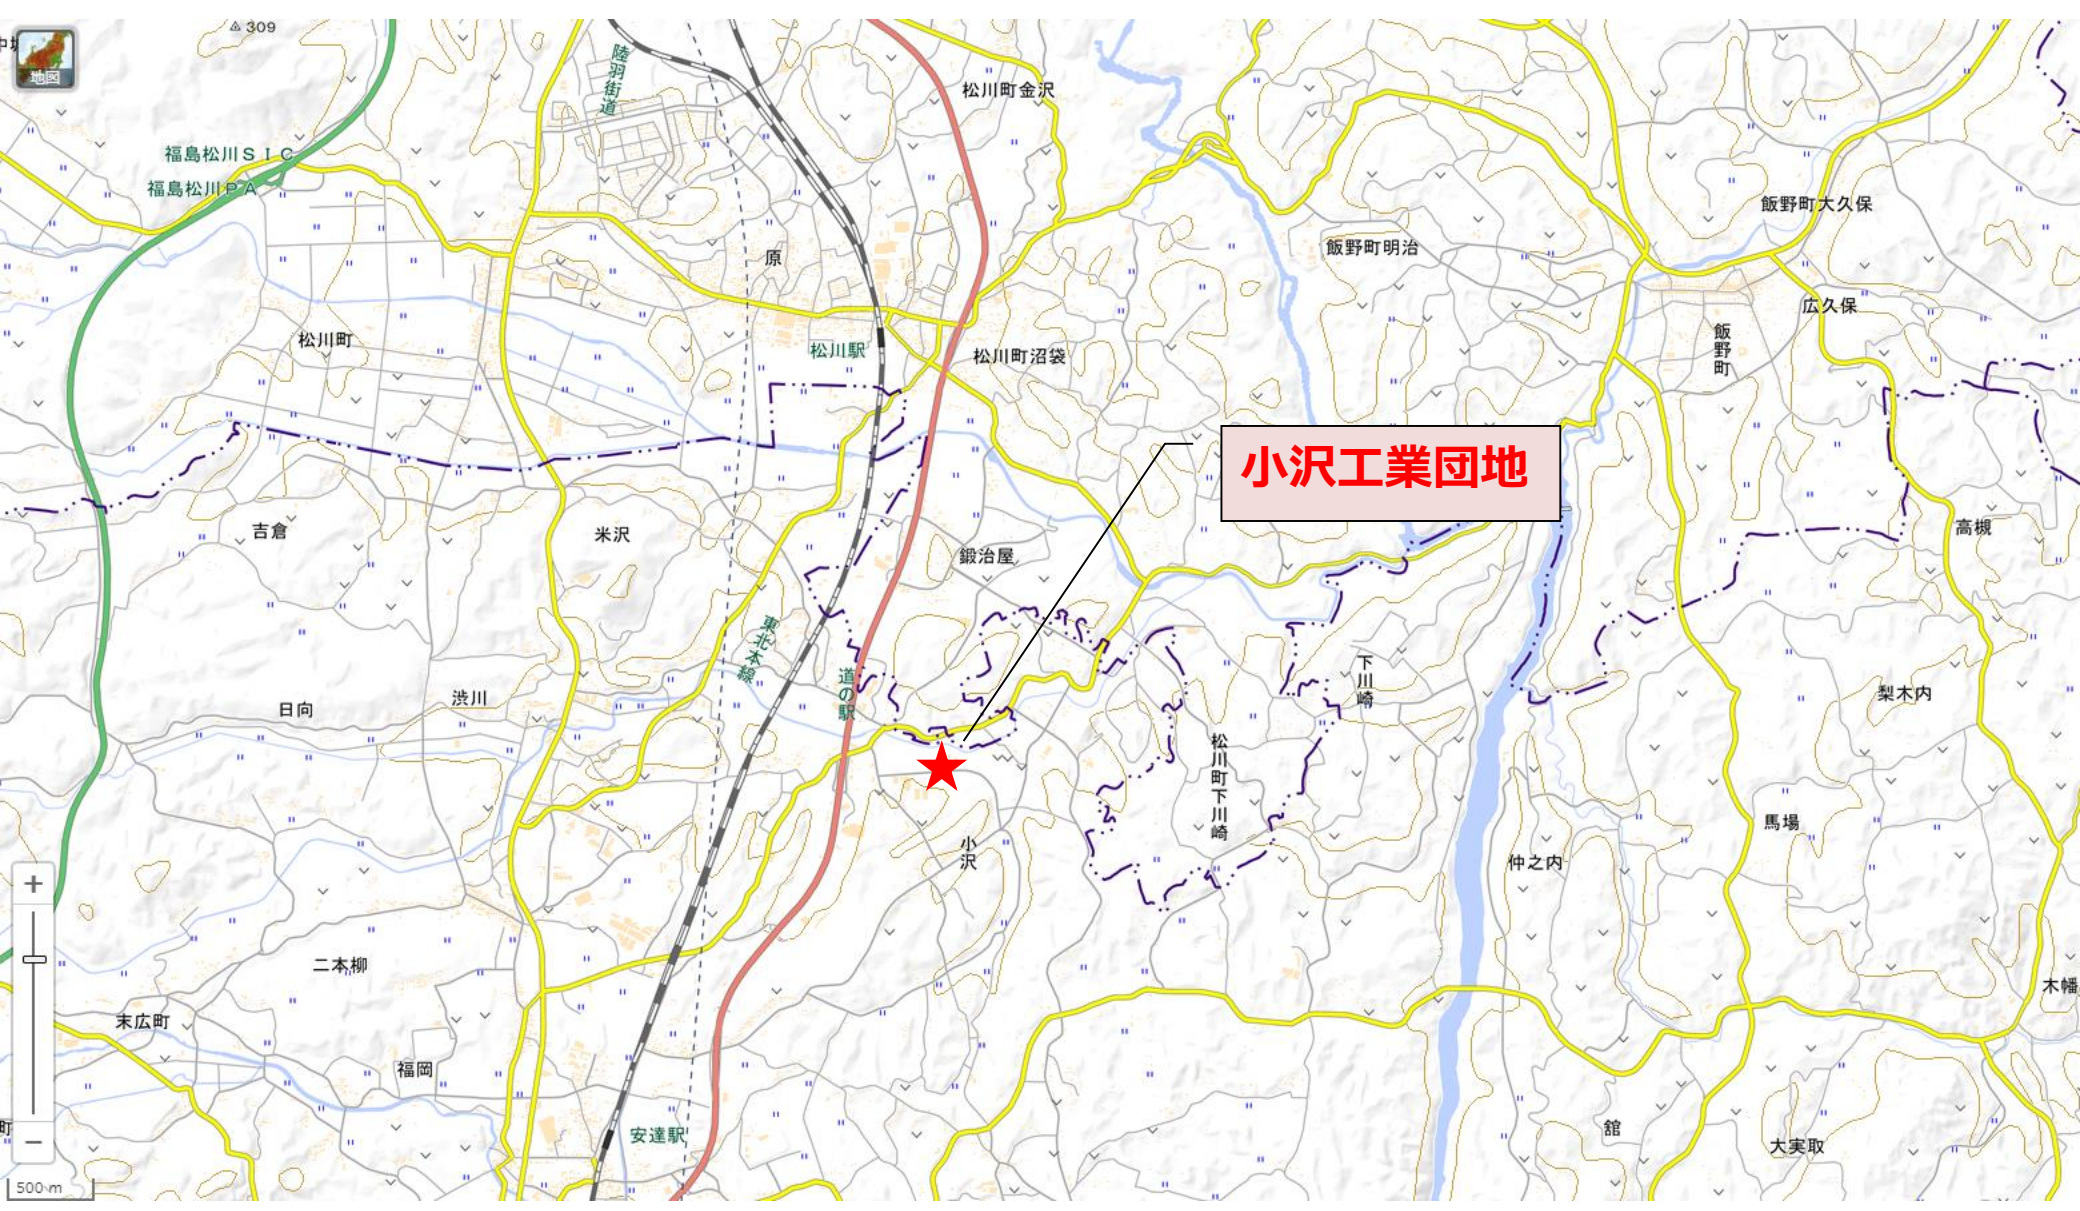 309
地図
陸羽街道
松川町金沢
福島松川SIC
福島松川PA
飯野町大久保
原
飯野町明治
広久保
松川町
松川駅
松川町沼袋
飯野町
小沢工業団地
吉倉
米沢
鍛治屋
高槻
東北本線
道の駅
下川崎
日向
渋川
梨木内
松川町下川崎
小沢
馬場
仲之内
二本柳
木幡
末広町
福岡
安達駅
舘
大実取
500 m